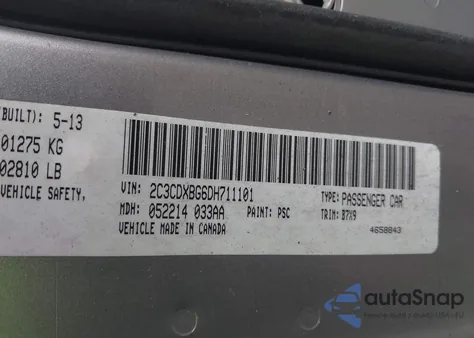 (BUILT): 5-13
01275 KG
02810 LB
VEHICLE SAFETY,
VIN: 2C3CDXBG6DH711101
TYPE: PASSENGER CAR
MDH: 052214 033AA
PAINT: PSC
TRIM: B7X9
VEHICLE MADE IN CANADA
4658843
autoSnap